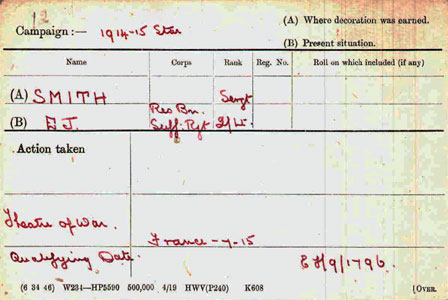 12
Campaign:— 1914-15 Star
(A) Where decoration was earned.
(B) Present situation.
Name Corps Rank Reg. No. Roll on which included (if any)
(A) SMITH Res Bn. Sergt
(B) E.J. Suff. Rgt 2/Lt.
Action taken
Theatre of War. France -7-15
Qualifying Date. E H/9/1796
(6 34 46) W234—HP5590 500,000 4/19 HWV(P240) K608 [OVER.